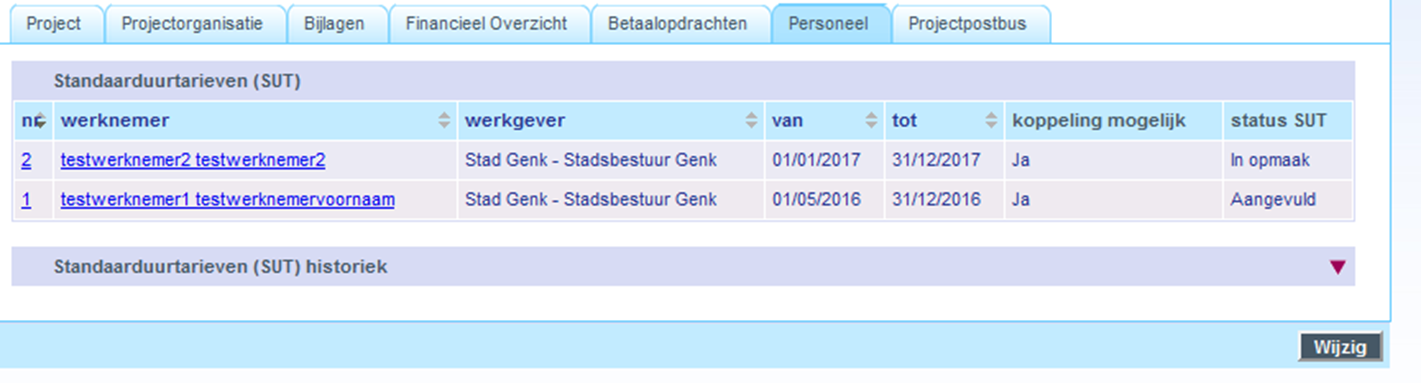 Project Projectorganisatie Bijlagen Financieel Overzicht Betaalopdrachten Personeel Projectpostbus
Standaarduurtarieven (SUT)
nr werknemer werkgever van tot koppeling mogelijk status SUT
2 testwerknemer2 testwerknemer2 Stad Genk - Stadsbestuur Genk 01/01/2017 31/12/2017 Ja In opmaak
1 testwerknemer1 testwerknemervoornaam Stad Genk - Stadsbestuur Genk 01/05/2016 31/12/2016 Ja Aangevuld
Standaarduurtarieven (SUT) historiek
Wijzig